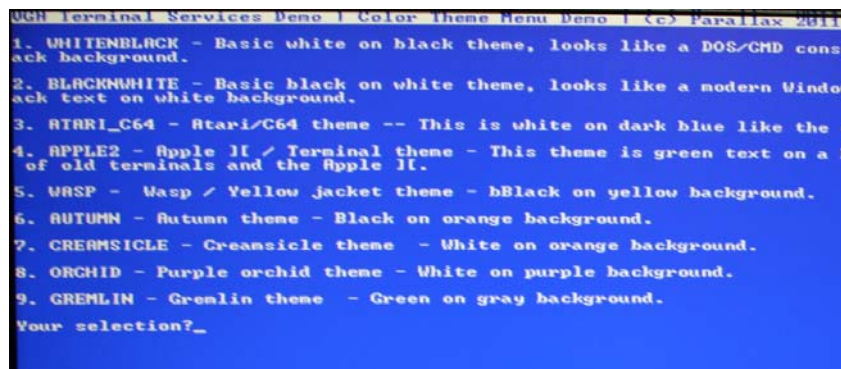 VGA Terminal Services Demo | Color Theme Menu Demo | (c) Parallax 2011
1. WHITENBLACK - Basic white on black theme, looks like a DOS/CMD cons
ack background.
2. BLACKNWHITE - Basic black on white theme, looks like a modern Windo
ack text on white background.
3. ATARI_C64 - Atari/C64 theme -- This is white on dark blue like the
4. APPLE2 - Apple ][ / Terminal theme - This theme is green text on a
of old terminals and the Apple ][.
5. WASP - Wasp / Yellow jacket theme - bBlack on yellow background.
6. AUTUMN - Autumn theme - Black on orange background.
7. CREAMSICLE - Creamsicle theme - White on orange background.
8. ORCHID - Purple orchid theme - White on purple background.
9. GREMLIN - Gremlin theme - Green on gray background.
Your selection?_